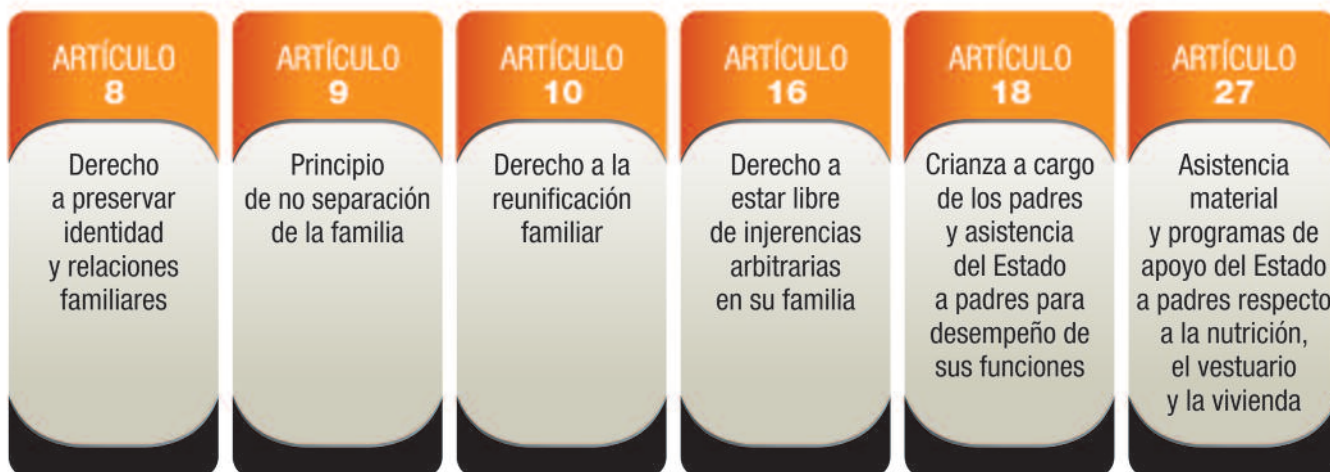 ARTÍCULO
8
Derecho
a preservar
identidad
y relaciones
familiares
ARTÍCULO
9
Principio
de no separación
de la familia
ARTÍCULO
10
Derecho a la
reunificación
familiar
ARTÍCULO
16
Derecho a
estar libre
de injerencias
arbitrarias
en su familia
ARTÍCULO
18
Crianza a cargo
de los padres
y asistencia
del Estado
a padres para
desempeño de
sus funciones
ARTÍCULO
27
Asistencia
material
y programas de
apoyo del Estado
a padres respecto
a la nutrición,
el vestuario
y la vivienda